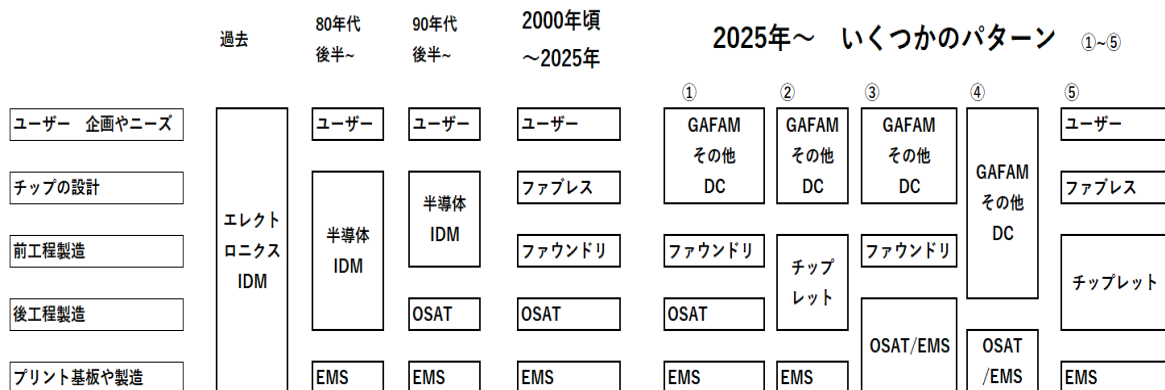 過去
80年代
後半~
90年代
後半~
2000年頃
～2025年
2025年～　いくつかのパターン　①~⑤
①
②
③
④
⑤
ユーザー　企画やニーズ
チップの設計
前工程製造
後工程製造
プリント基板や製造
エレクト
ロニクス
IDM
ユーザー
半導体
IDM
EMS
ユーザー
半導体
IDM
OSAT
EMS
ユーザー
ファブレス
ファウンドリ
OSAT
EMS
GAFAM
その他
DC
ファウンドリ
OSAT
EMS
GAFAM
その他
DC
チップ
レット
EMS
GAFAM
その他
DC
ファウンドリ
OSAT/EMS
GAFAM
その他
DC
OSAT
/EMS
ユーザー
ファブレス
チップレット
EMS